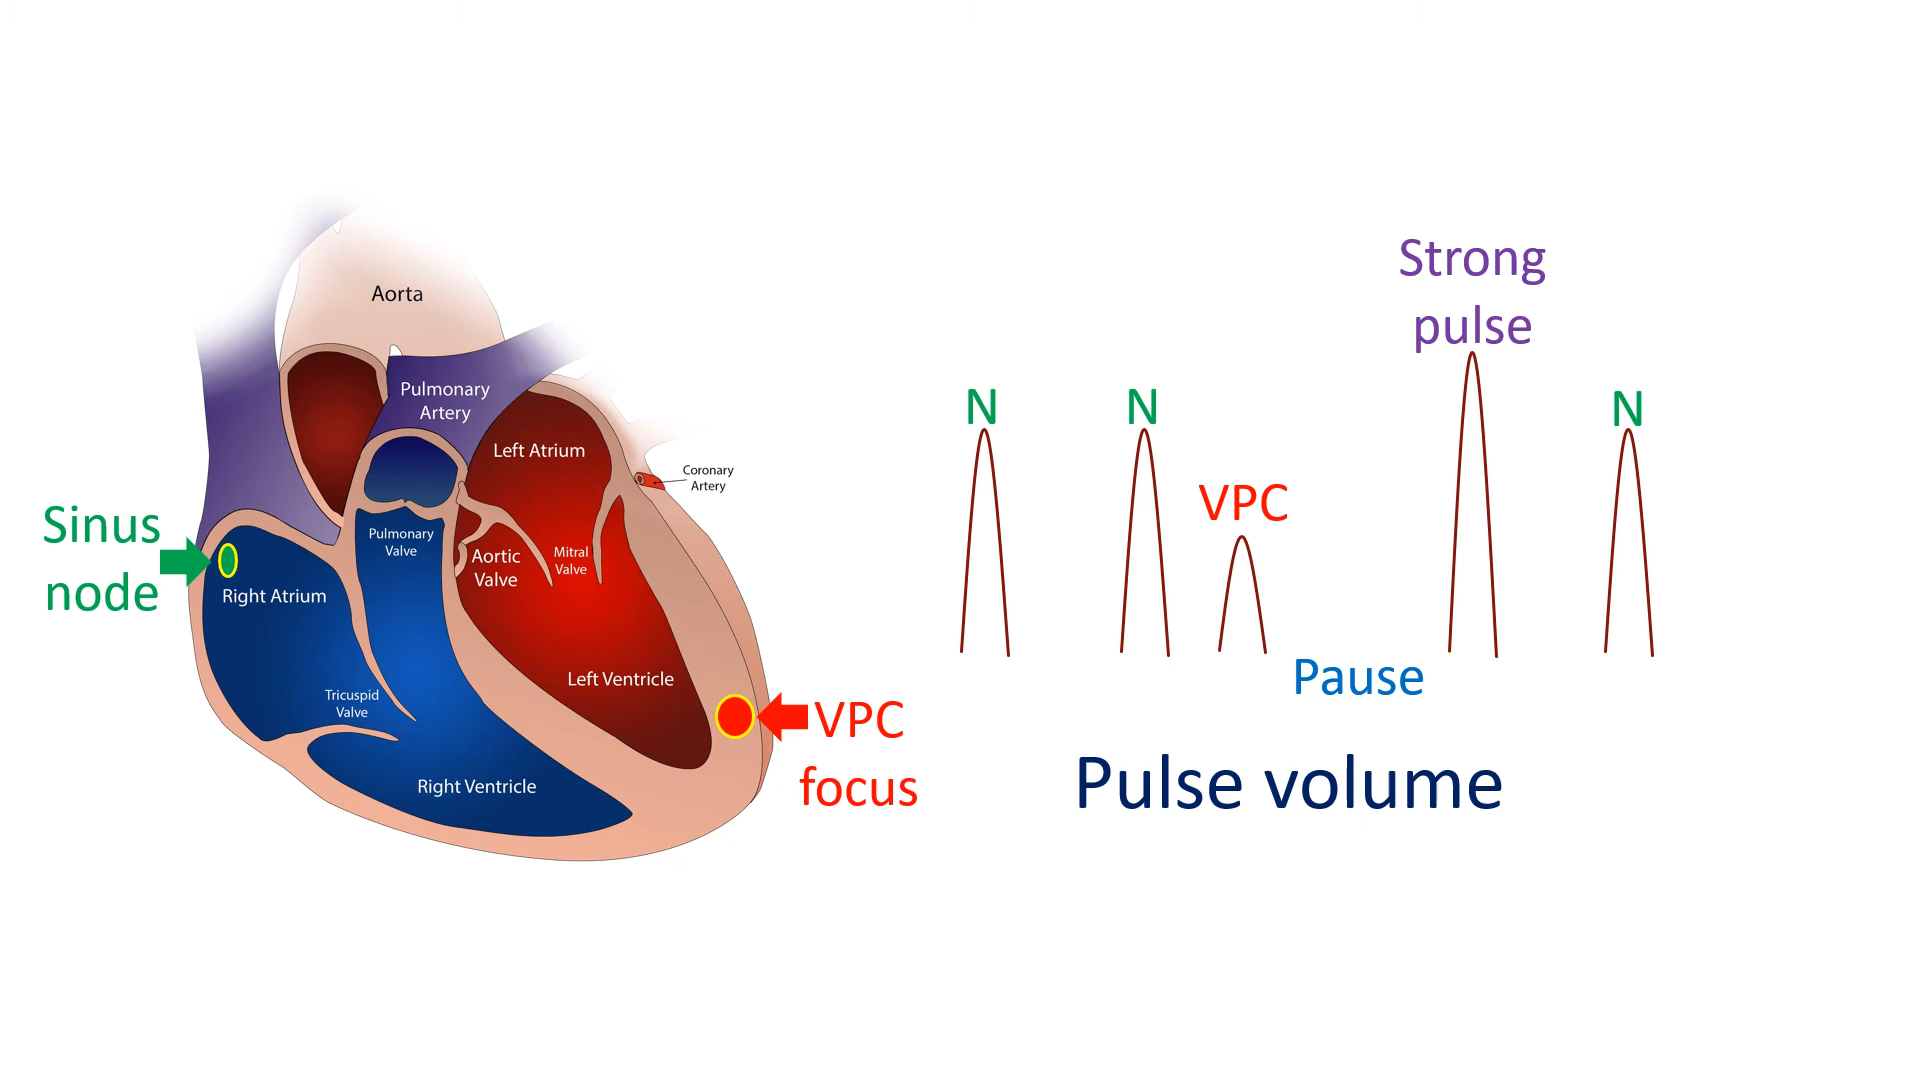 Aorta
Pulmonary
Artery
Left Atrium
Coronary
Artery
Sinus
node
Pulmonary
Valve
Aortic
Valve
Mitral
Valve
Right Atrium
Left Ventricle
Tricuspid
Valve
VPC
focus
Right Ventricle
N
N
VPC
Pause
Strong
pulse
N
Pulse volume